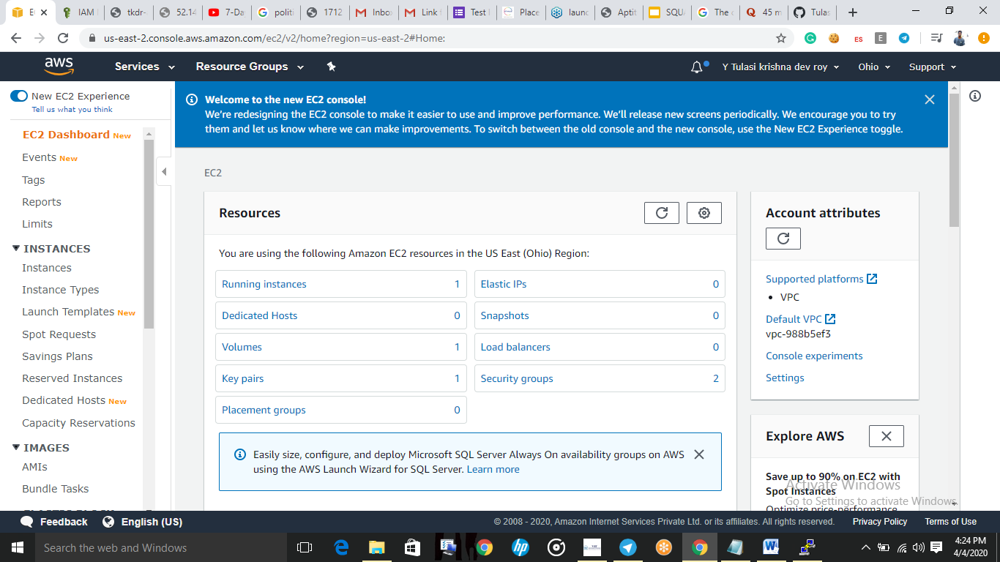 E
IAM
tkdr-
52.14
7-Da
politi
1712
Inbo
Link f
Test
Place
launc
Aptit
SQU
The c
45 m
Tulas
us-east-2.console.aws.amazon.com/ec2/v2/home?region=us-east-2#Home:
aws
Services
Resource Groups
Y Tulasi krishna dev roy
Ohio
Support
New EC2 Experience
Tell us what you think
Welcome to the new EC2 console!
We're redesigning the EC2 console to make it easier to use and improve performance. We'll release new screens periodically. We encourage you to try
them and let us know where we can make improvements. To switch between the old console and the new console, use the New EC2 Experience toggle.
EC2 Dashboard New
Events New
Tags
Reports
Limits
INSTANCES
Instances
Instance Types
Launch Templates New
Spot Requests
Savings Plans
Reserved Instances
Dedicated Hosts New
Capacity Reservations
IMAGES
AMIs
Bundle Tasks
EC2
Resources
You are using the following Amazon EC2 resources in the US East (Ohio) Region:
Running instances 1
Elastic IPs 0
Dedicated Hosts 0
Snapshots 0
Volumes 1
Load balancers 0
Key pairs 1
Security groups 2
Placement groups 0
Easily size, configure, and deploy Microsoft SQL Server Always On availability groups on AWS
using the AWS Launch Wizard for SQL Server. Learn more
Account attributes
Supported platforms
• VPC
Default VPC
vpc-988b5ef3
Console experiments
Settings
Explore AWS
Save up to 90% on EC2 with
Spot Instances
Optimize price-performance
Activate Windows
Go to Settings to activate Windows.
Feedback
English (US)
© 2008 - 2020, Amazon Internet Services Private Ltd. or its affiliates. All rights reserved.
Privacy Policy
Terms of Use
Search the web and Windows
4:24 PM
4/4/2020